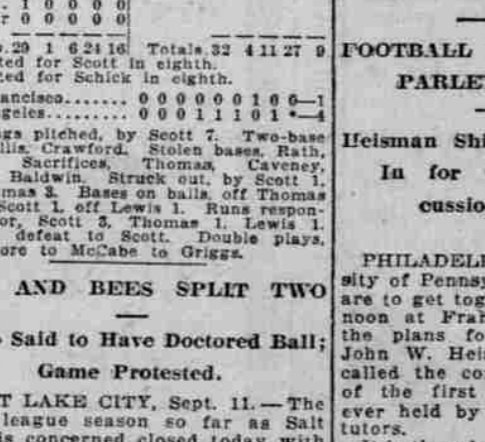 . 1 0 0 0 0
r 0 0 0 0 0
.29 1 6 24 16 Totals.32 4 11 27 9
ted for Scott in eighth.
ted for Schick in eighth.
ancisco....... 0 0 0 0 0 0 1 0 0—1
geles........ 0 0 0 1 1 1 0 1 *—4
gs pitched, by Scott 7. Two-base
llis, Crawford. Stolen bases, Rath,
Sacrifices, Thomas, Caveney,
Baldwin. Struck out, by Scott 1,
mas 3. Bases on balls, off Thomas
Scott 1, off Lewis 1. Runs respon-
or, Scott 3, Thomas 1, Lewis 1.
defeat to Scott. Double plays,
ore to McCabe to Griggs.
AND BEES SPLIT TWO
Said to Have Doctored Ball;
Game Protested.
T LAKE CITY, Sept. 11.—The
league season so far as Salt
is concerned closed today with
FOOTBALL
PARLE
Heisman Shi
In for
cussio
PHILADEL
sity of Pennsy
are to get tog
noon at Fra
the plans fo
John W. Hei
called the co
of the first
ever held by
tutors.